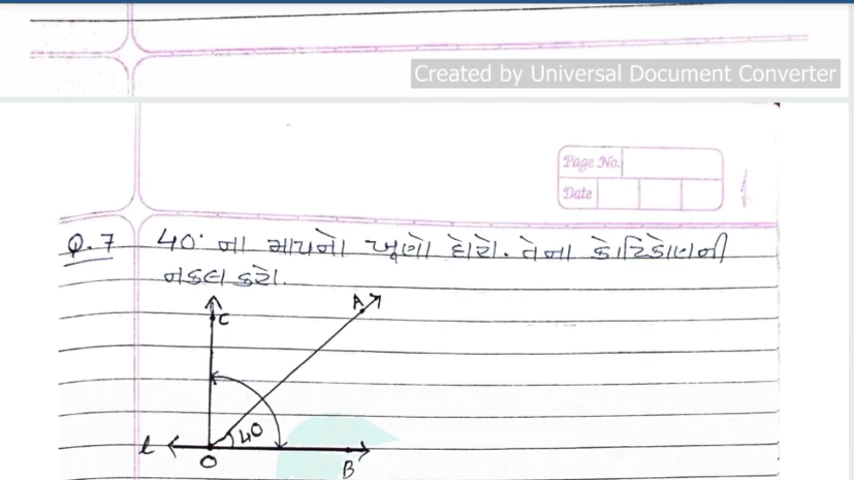 Created by Universal Document Converter
Page No.
Date
Q.7 40° ના માપનો ખૂણો દોરો. તેના કોટિકોણની
નકલ કરો.
C
A
40
l
O
B